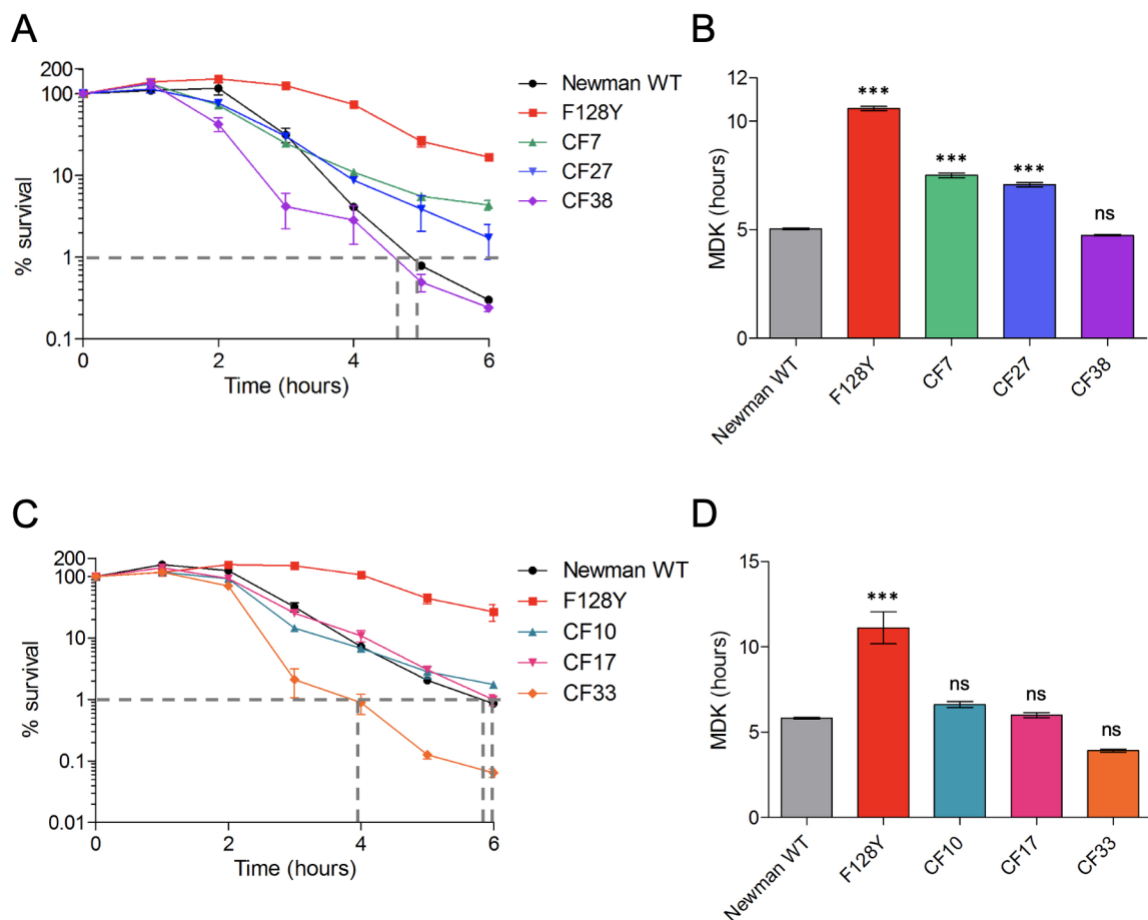 A
200
100
10
1
0.1
% survival
0
2
4
6
Time (hours)
Newman WT
F128Y
CF7
CF27
CF38
B
12
10
5
0
MDK (hours)
***
***
***
ns
Newman WT
F128Y
CF7
CF27
CF38
C
200
100
10
1
0.1
0.01
% survival
0
2
4
6
Time (hours)
Newman WT
F128Y
CF10
CF17
CF33
D
15
10
5
0
MDK (hours)
***
ns
ns
ns
Newman WT
F128Y
CF10
CF17
CF33